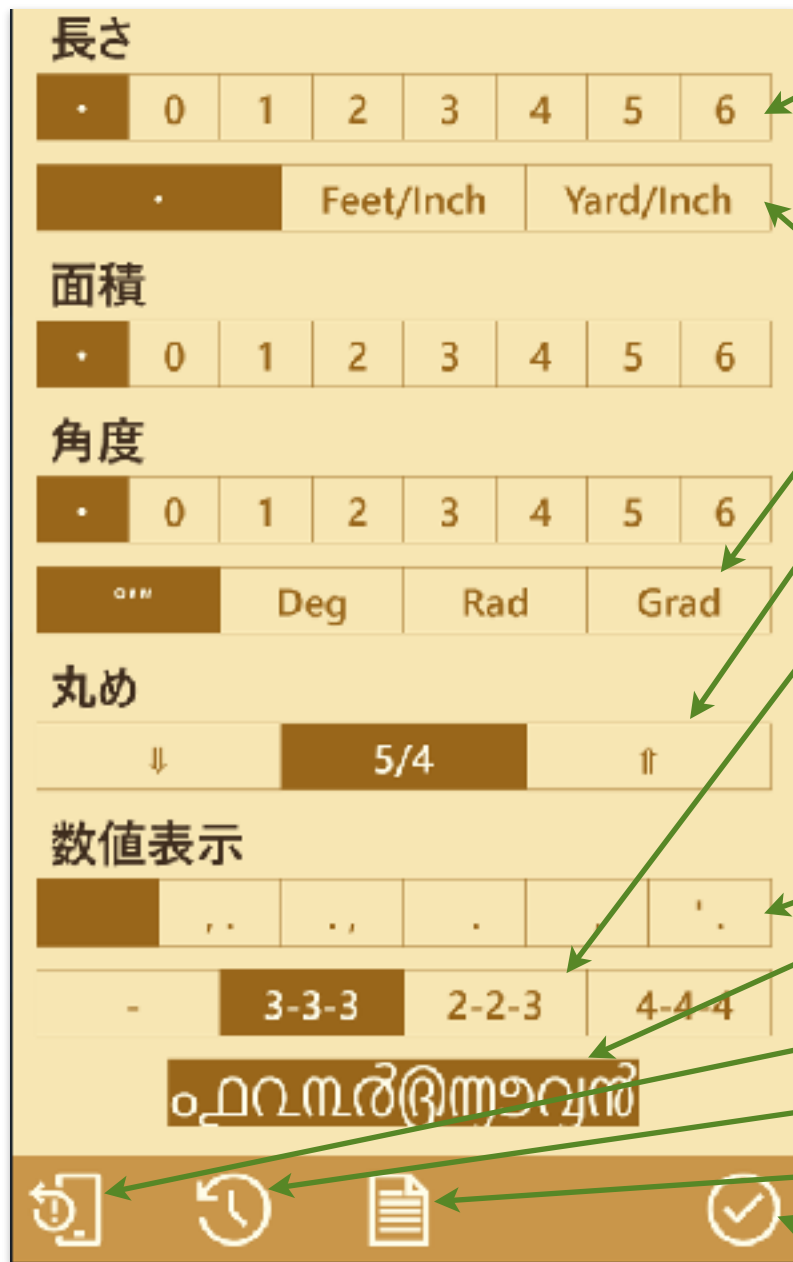 長さ
· 0 1 2 3 4 5 6
· Feet/Inch Yard/Inch
面積
· 0 1 2 3 4 5 6
角度
· 0 1 2 3 4 5 6
°′″ Deg Rad Grad
丸め
⇓ 5/4 ⇑
数値表示
, . . , . , ' .
- 3-3-3 2-2-3 4-4-4
൦൧൨൩൪൫൬൭൮൯